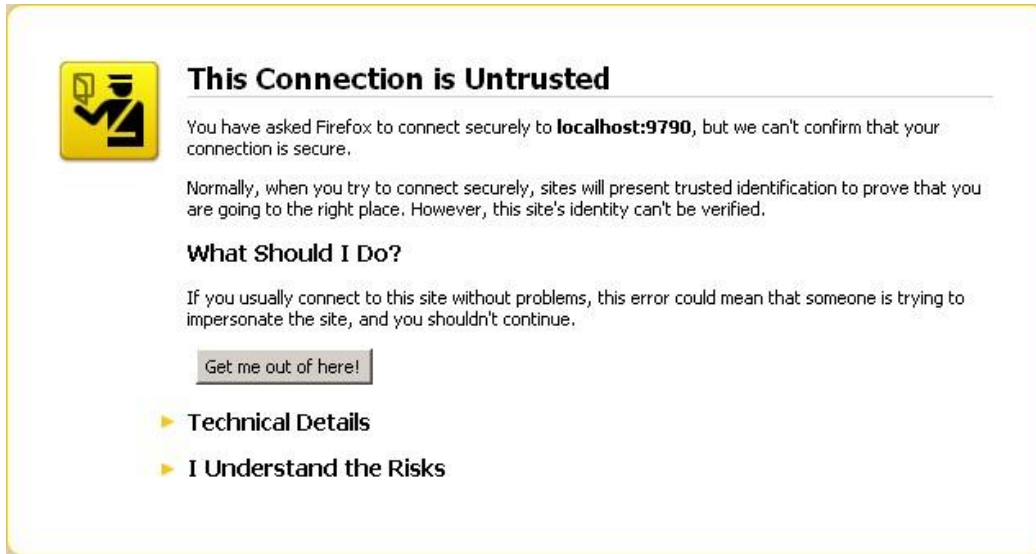 This Connection is Untrusted
You have asked Firefox to connect securely to localhost:9790, but we can't confirm that your
connection is secure.
Normally, when you try to connect securely, sites will present trusted identification to prove that you
are going to the right place. However, this site's identity can't be verified.
What Should I Do?
If you usually connect to this site without problems, this error could mean that someone is trying to
impersonate the site, and you shouldn't continue.
Get me out of here!
Technical Details
I Understand the Risks